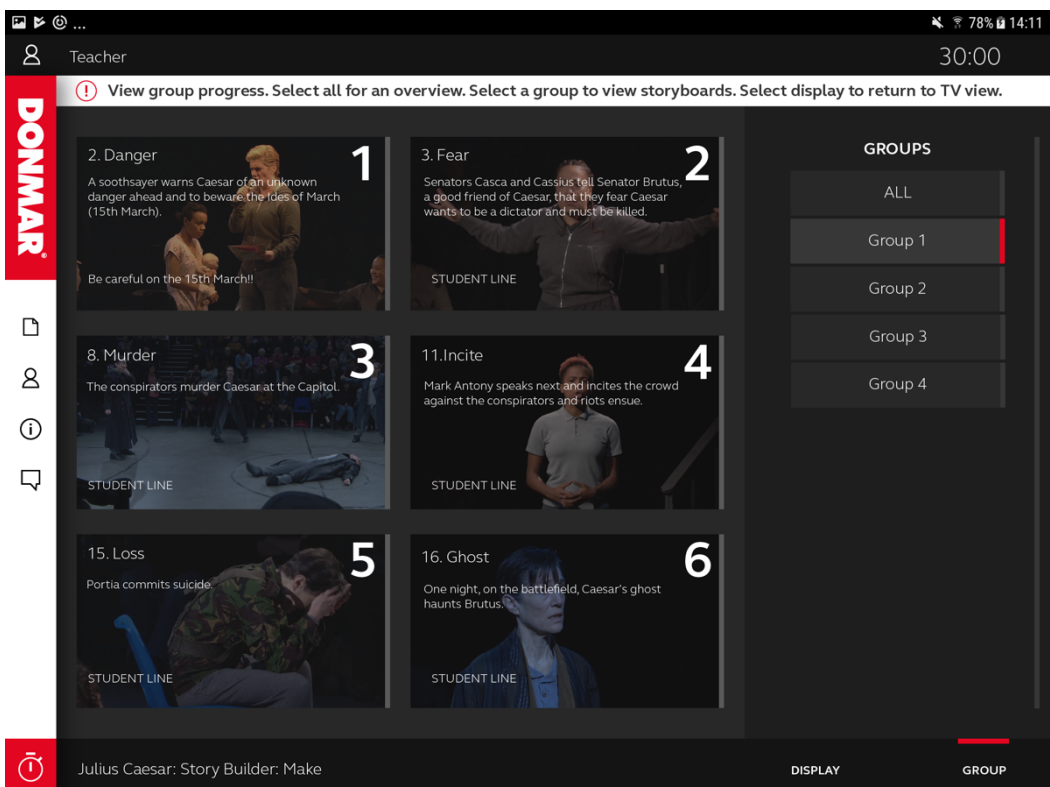 ... 78% 14:11
Teacher 30:00
DONMAR®
! View group progress. Select all for an overview. Select a group to view storyboards. Select display to return to TV view.
2. Danger 1
A soothsayer warns Caesar of an unknown
danger ahead and to beware the Ides of March
(15th March).
Be careful on the 15th March!!
3. Fear 2
Senators Casca and Cassius tell Senator Brutus,
a good friend of Caesar, that they fear Caesar
wants to be a dictator and must be killed.
STUDENT LINE
8. Murder 3
The conspirators murder Caesar at the Capitol.
STUDENT LINE
11.Incite 4
Mark Antony speaks next and incites the crowd
against the conspirators and riots ensue.
STUDENT LINE
15. Loss 5
Portia commits suicide.
STUDENT LINE
16. Ghost 6
One night, on the battlefield, Caesar's ghost
haunts Brutus.
STUDENT LINE
GROUPS
ALL
Group 1
Group 2
Group 3
Group 4
Julius Caesar: Story Builder: Make
DISPLAY
GROUP